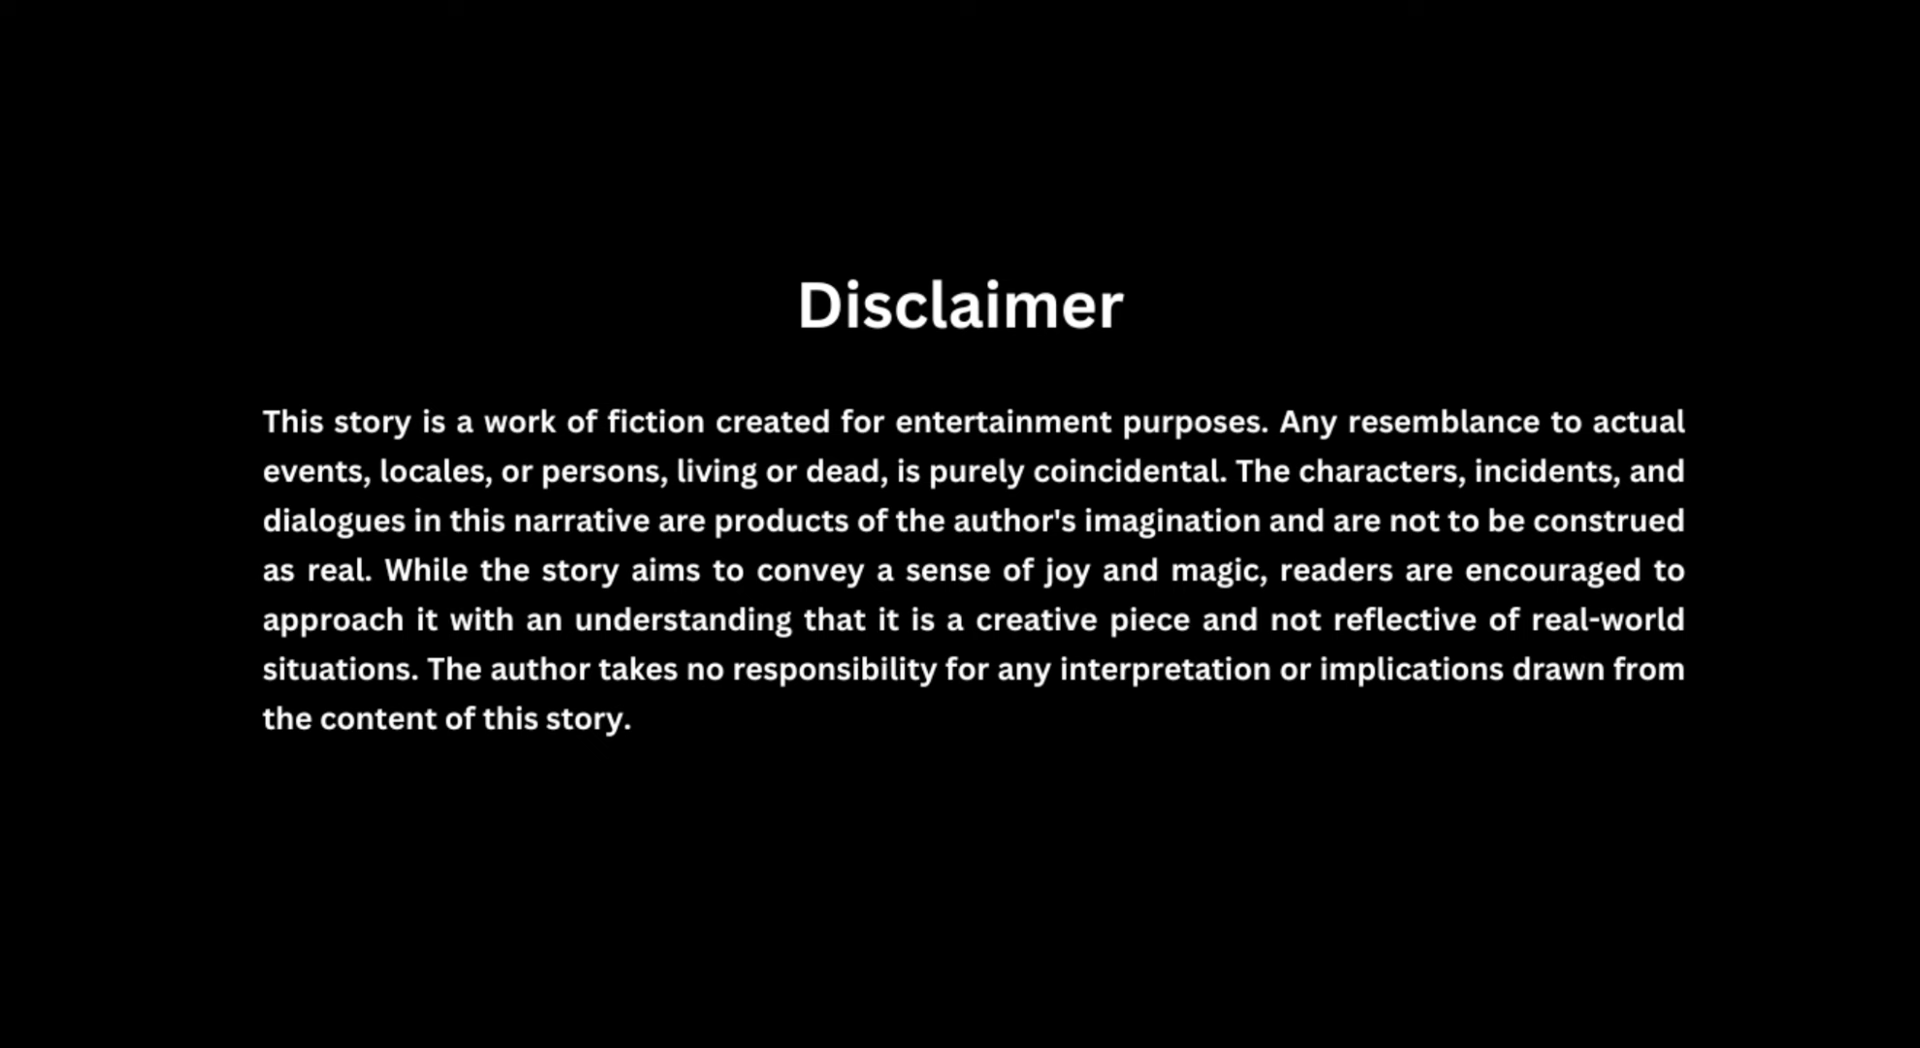 Disclaimer
This story is a work of fiction created for entertainment purposes. Any resemblance to actual
events, locales, or persons, living or dead, is purely coincidental. The characters, incidents, and
dialogues in this narrative are products of the author's imagination and are not to be construed
as real. While the story aims to convey a sense of joy and magic, readers are encouraged to
approach it with an understanding that it is a creative piece and not reflective of real-world
situations. The author takes no responsibility for any interpretation or implications drawn from
the content of this story.